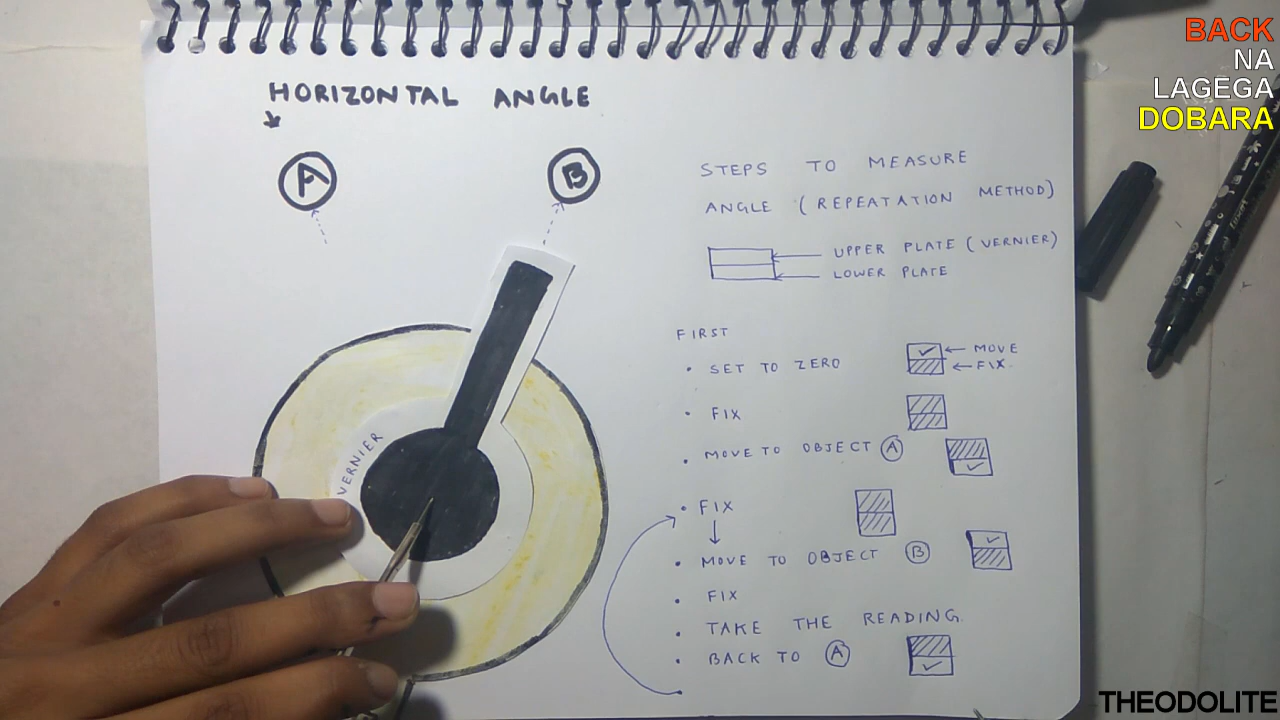 HORIZONTAL ANGLE
A
B
VERNIER
STEPS TO MEASURE
ANGLE (REPEATATION METHOD)
UPPER PLATE (VERNIER)
LOWER PLATE
FIRST
• SET TO ZERO
MOVE
FIX
• FIX
• MOVE TO OBJECT A
• FIX
• MOVE TO OBJECT B
• FIX
• TAKE THE READING.
• BACK TO A
BACK
NA
LAGEGA
DOBARA
THEODOLITE